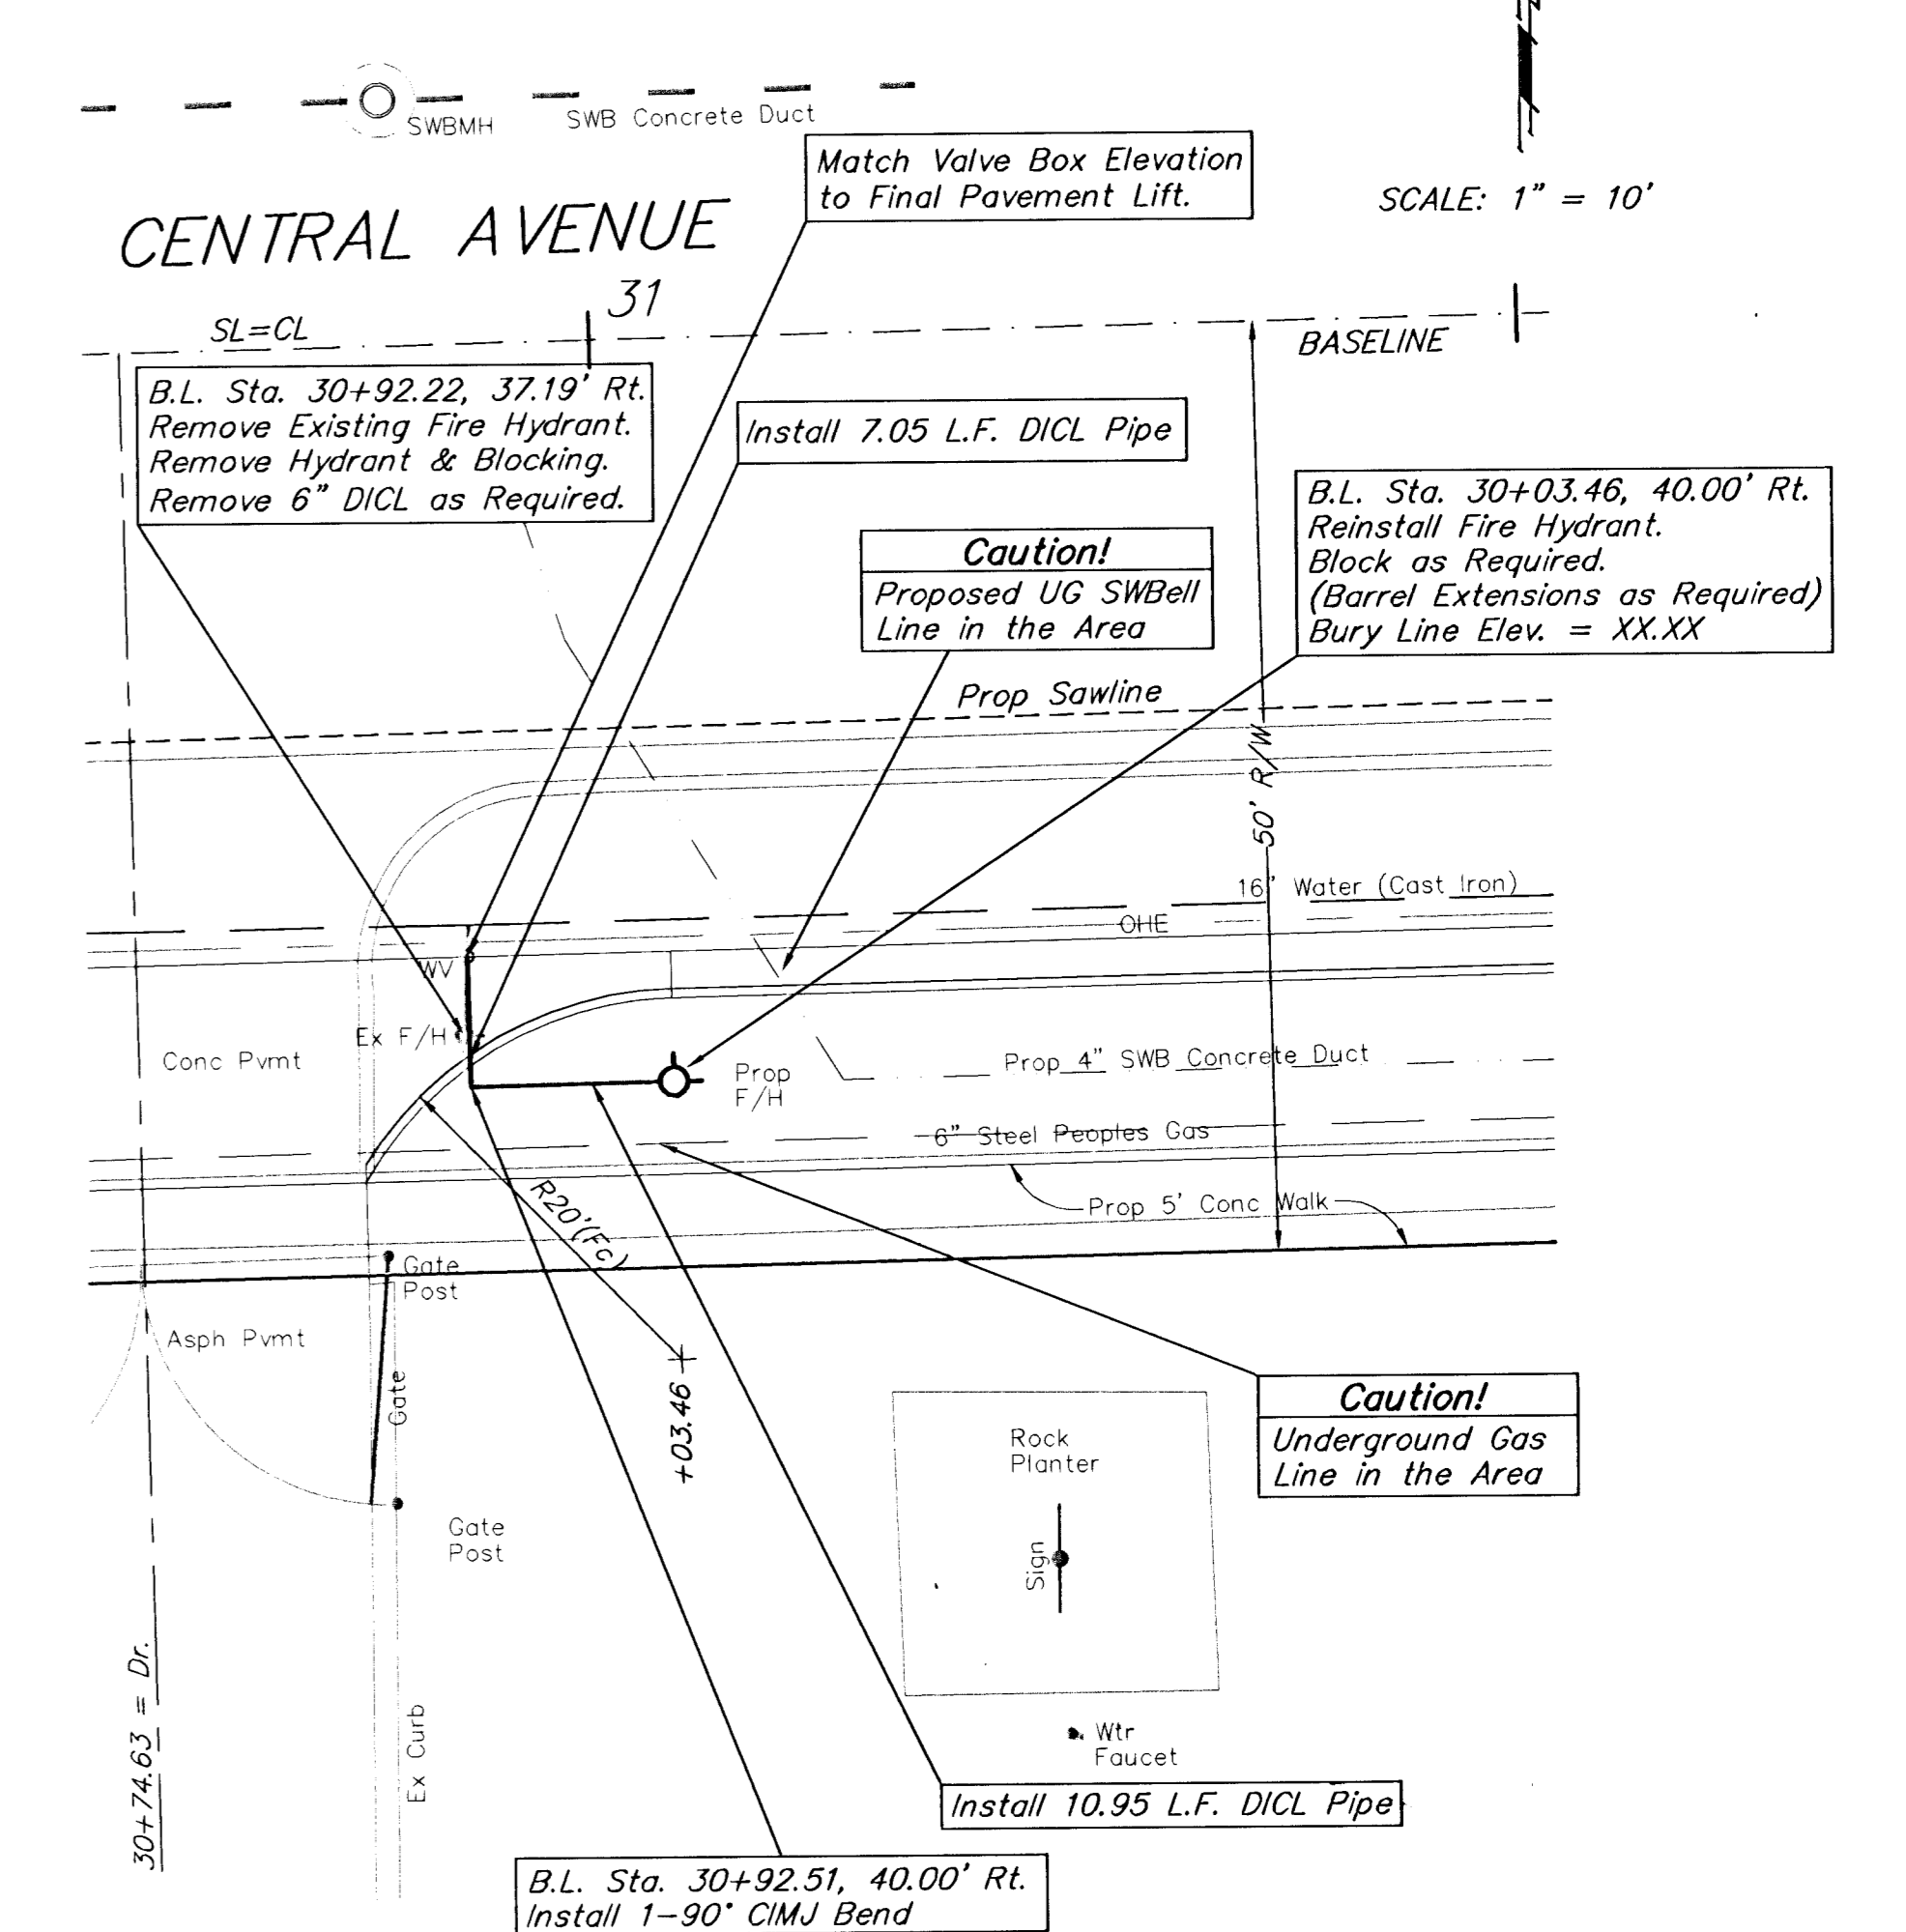 SWBMH
SWB Concrete Duct
Match Valve Box Elevation
to Final Pavement Lift.
SCALE: 1" = 10'
CENTRAL AVENUE
31
SL=CL
BASELINE
B.L. Sta. 30+92.22, 37.19' Rt.
Remove Existing Fire Hydrant.
Remove Hydrant & Blocking.
Remove 6" DICL as Required.
Install 7.05 L.F. DICL Pipe
B.L. Sta. 30+03.46, 40.00' Rt.
Reinstall Fire Hydrant.
Block as Required.
(Barrel Extensions as Required)
Bury Line Elev. = XX.XX
Caution!
Proposed UG SWBell
Line in the Area
Prop Sawline
50' R/W
16" Water (Cast Iron)
OHE
WV
Ex F/H
Conc Pvmt
Prop 4" SWB Concrete Duct
Prop
F/H
6" Steel Peoples Gas
R20'(Fc)
Prop 5' Conc Walk
Gate
Post
Asph Pvmt
Gate
+03.46
Caution!
Underground Gas
Line in the Area
Rock
Planter
Gate
Post
Sign
30+74.63 = Dr.
Ex Curb
Wtr
Faucet
Install 10.95 L.F. DICL Pipe
B.L. Sta. 30+92.51, 40.00' Rt.
Install 1-90° CIMJ Bend